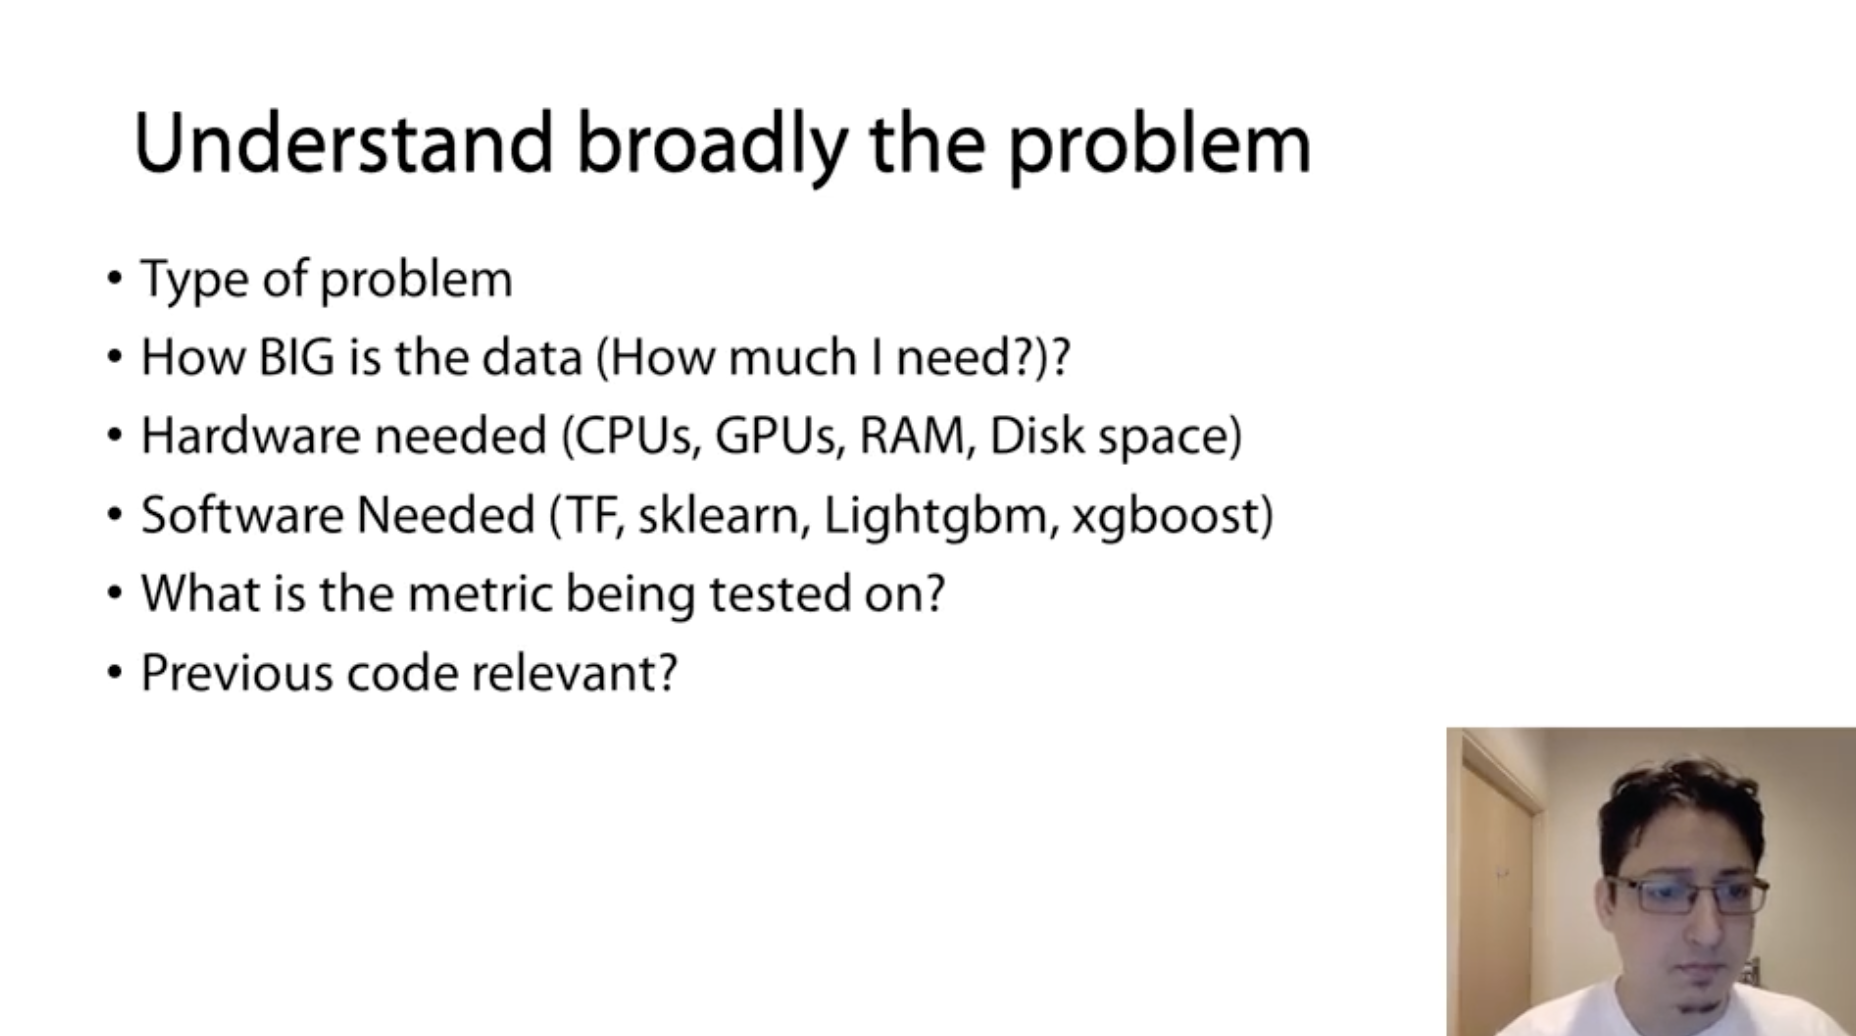 Understand broadly the problem
• Type of problem
• How BIG is the data (How much I need?)?
• Hardware needed (CPUs, GPUs, RAM, Disk space)
• Software Needed (TF, sklearn, Lightgbm, xgboost)
• What is the metric being tested on?
• Previous code relevant?